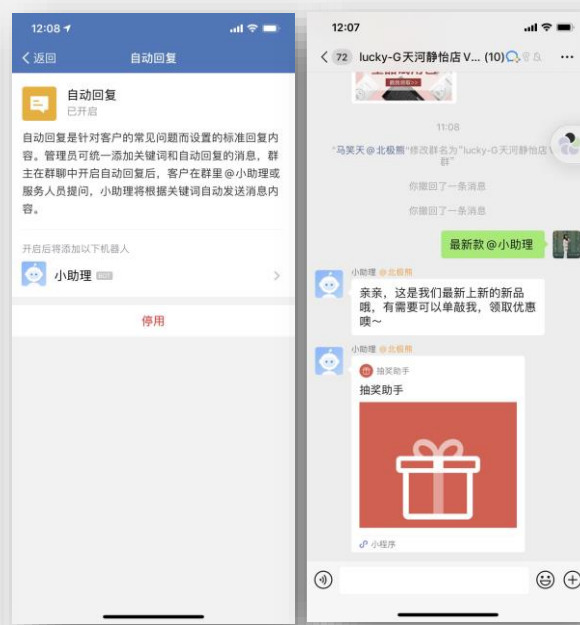 12:08
返回
自动回复
自动回复
已开启
自动回复是针对客户的常见问题而设置的标准回复内
容。管理员可统一添加关键词和自动回复的消息，群
主在群聊中开启自动回复后，客户在群里@小助理或
服务人员提问，小助理将根据关键词自动发送消息内
容。
开启后将添加以下机器人
小助理 BOT
停用
12:07
72 lucky-G天河静怡店V... (10)
11:08
"马笑天@北极熊"修改群名为"lucky-G天河静怡店V
群"
你撤回了一条消息
你撤回了一条消息
最新款@小助理
小助理 @北极熊
亲亲，这是我们最新上新的新品
哦，有需要可以单敲我，领取优惠
噢～
小助理 @北极熊
抽奖助手
抽奖助手
小程序